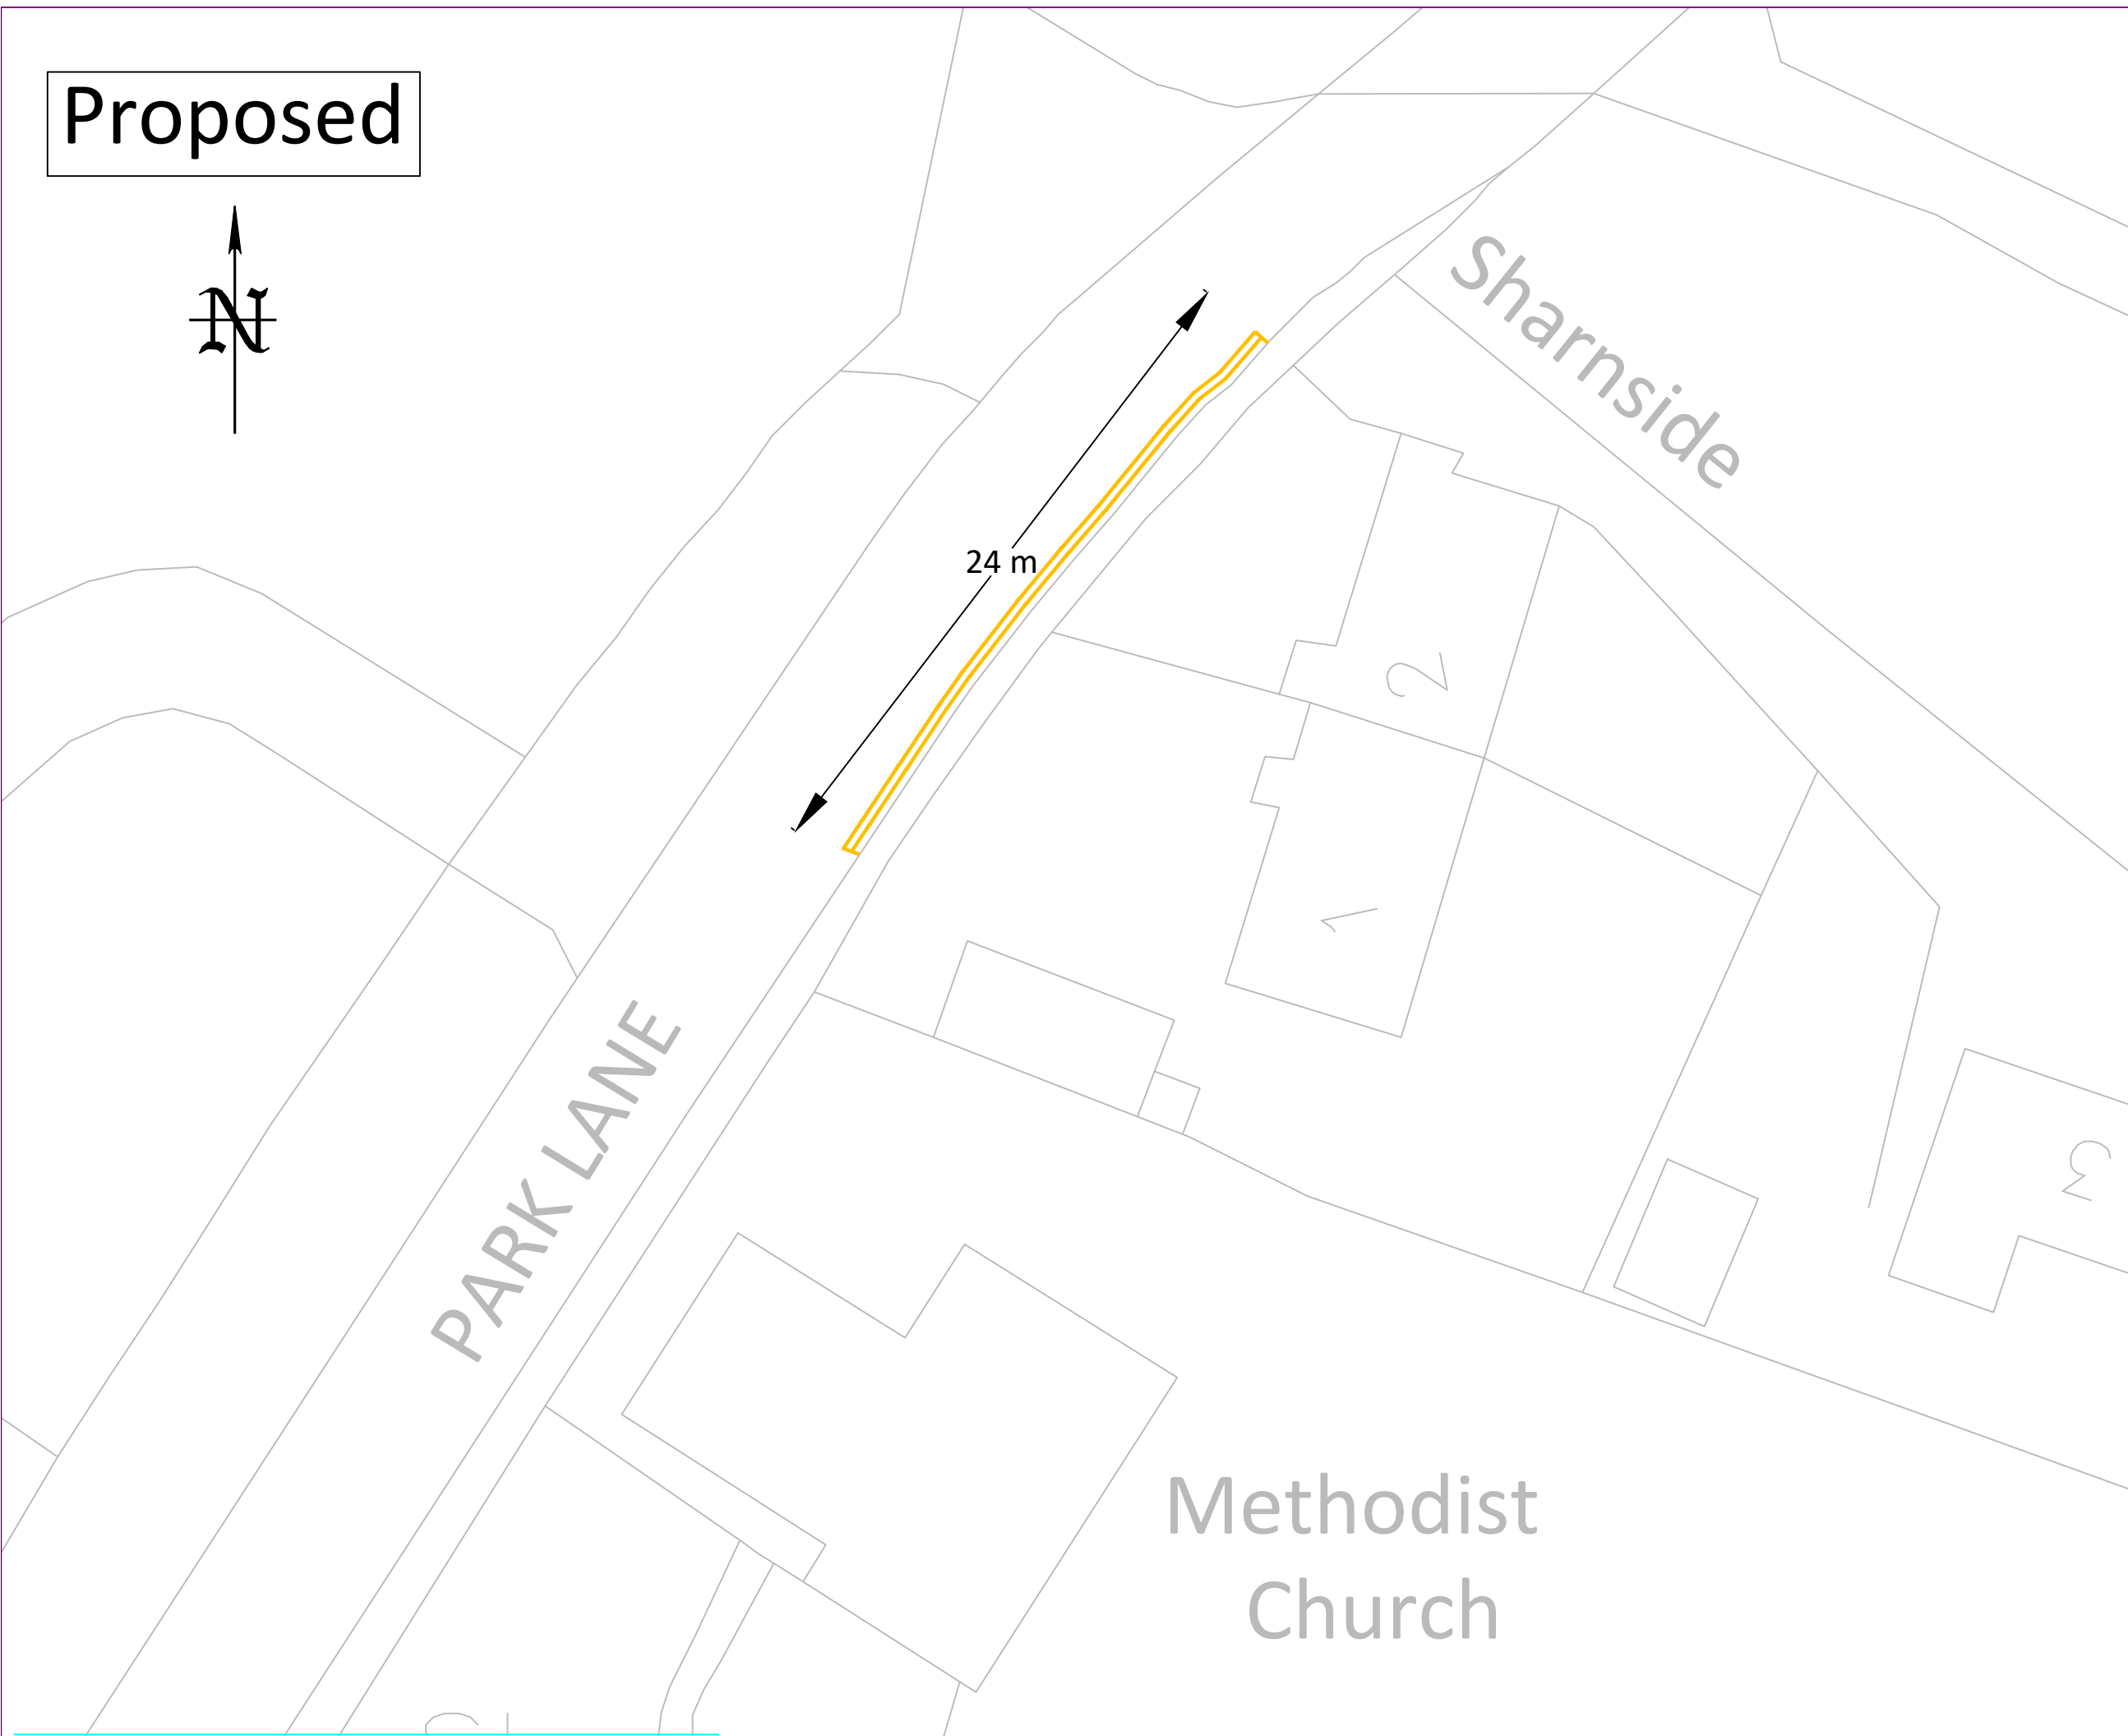 Proposed
N
Sharnside
24 m
2
1
PARK LANE
3
Methodist
Church